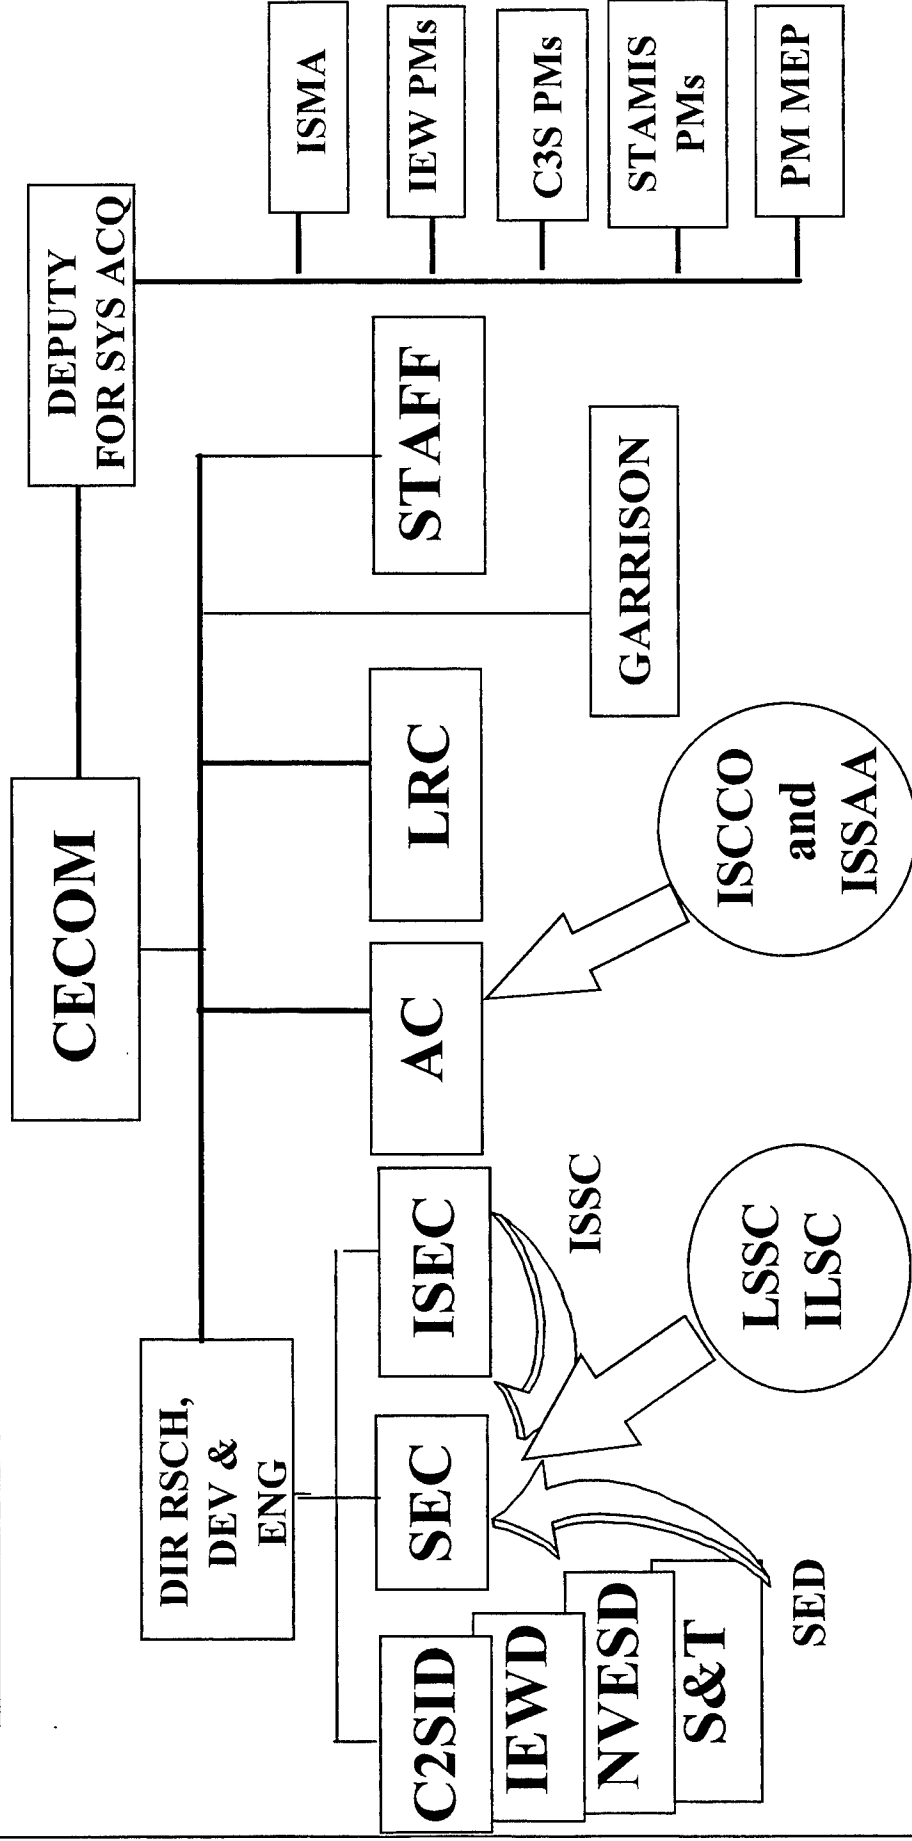 CECOM
DEPUTY
FOR SYS ACQ
DIR RSCH,
DEV &
ENG
C2SID
IEWD
NVESD
S&T
SED
SEC
ISEC
ISSC
LSSC
ILSC
AC
LRC
ISCCO
and
ISSAA
GARRISON
STAFF
ISMA
IEW PMs
C3S PMs
STAMIS
PMs
PM MEP